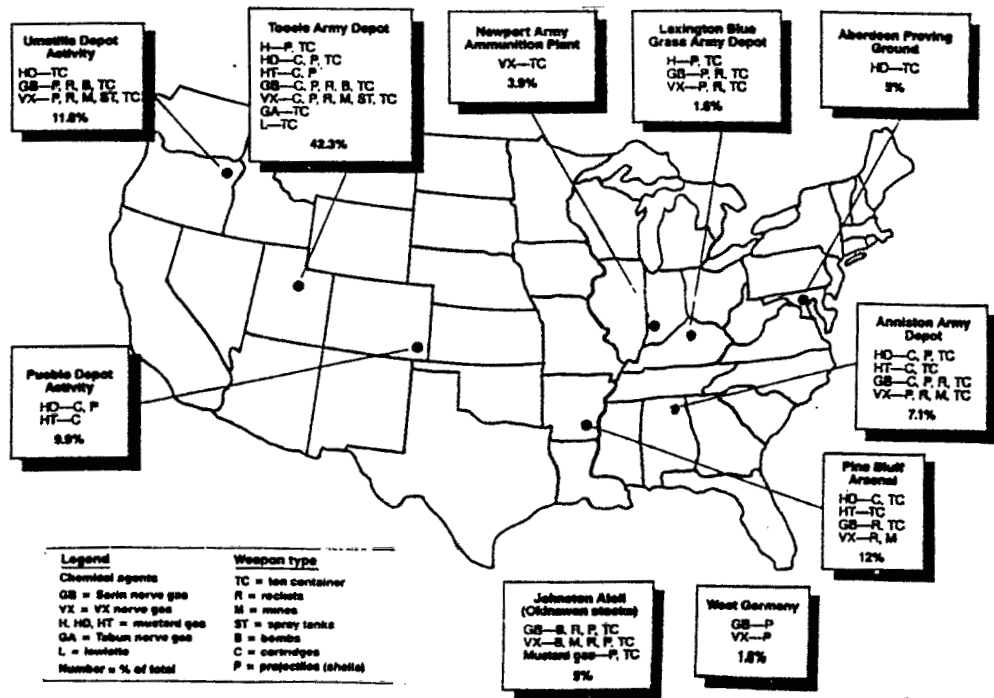 Umatilla Depot
Activity
HD—TC
GB—P, R, B, TC
VX—P, R, M, ST, TC
11.6%
Tooele Army Depot
H—P, TC
HD—C, P, TC
HT—C, P
GB—C, P, R, B, TC
VX—C, P, R, M, ST, TC
GA—TC
L—TC
42.3%
Newport Army
Ammunition Plant
VX—TC
3.9%
Lexington Blue
Grass Army Depot
H—P, TC
GB—P, R, TC
VX—P, R, TC
1.6%
Aberdeen Proving
Ground
HD—TC
5%
Pueblo Depot
Activity
HD—C, P
HT—C
9.9%
Anniston Army
Depot
HD—C, P, TC
HT—C, TC
GB—C, P, R, TC
VX—P, R, M, TC
7.1%
Pine Bluff
Arsenal
HD—C, TC
HT—TC
GB—R, TC
VX—R, M
12%
Legend
Chemical agents
GB = Sarin nerve gas
VX = VX nerve gas
H, HD, HT = mustard gas
GA = Tabun nerve gas
L = lewisite
Number = % of total
Weapon type
TC = ton container
R = rockets
M = mines
ST = spray tanks
B = bombs
C = cartridges
P = projectiles (shells)
Johnston Atoll
(Okinawan stocks)
GB—B, R, P, TC
VX—B, M, R, P, TC
Mustard gas—P, TC
5%
West Germany
GB—P
VX—P
1.6%